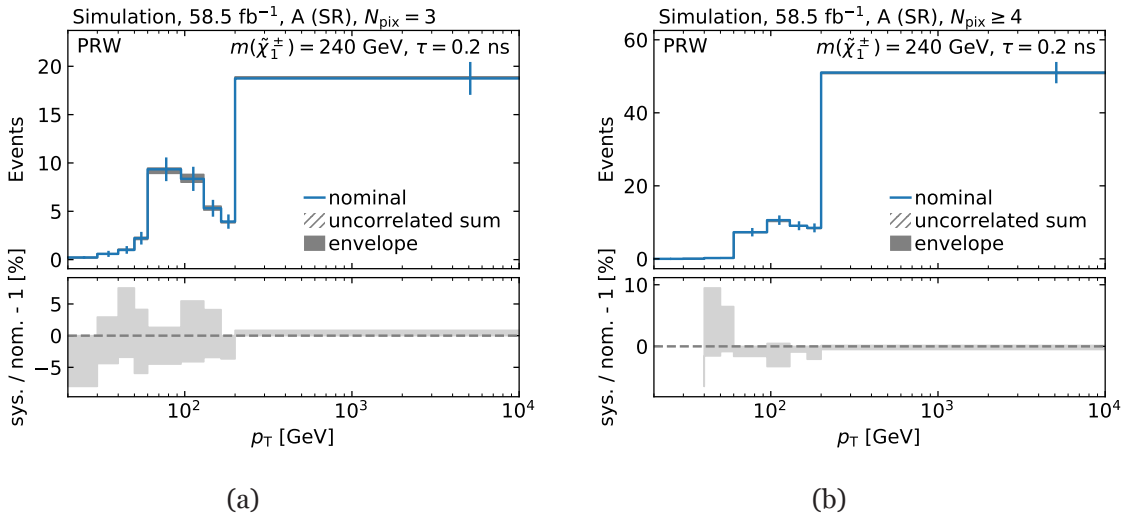 Simulation, 58.5 fb⁻¹, A (SR), N_pix = 3
PRW
m(χ̃₁^±) = 240 GeV, τ = 0.2 ns
20
15
10
5
0
Events
nominal
uncorrelated sum
envelope
5
0
−5
sys. / nom. - 1 [%]
10² 10³ 10⁴
p_T [GeV]
(a)
Simulation, 58.5 fb⁻¹, A (SR), N_pix ≥ 4
PRW
m(χ̃₁^±) = 240 GeV, τ = 0.2 ns
60
40
20
0
Events
nominal
uncorrelated sum
envelope
10
0
sys. / nom. - 1 [%]
10² 10³ 10⁴
p_T [GeV]
(b)